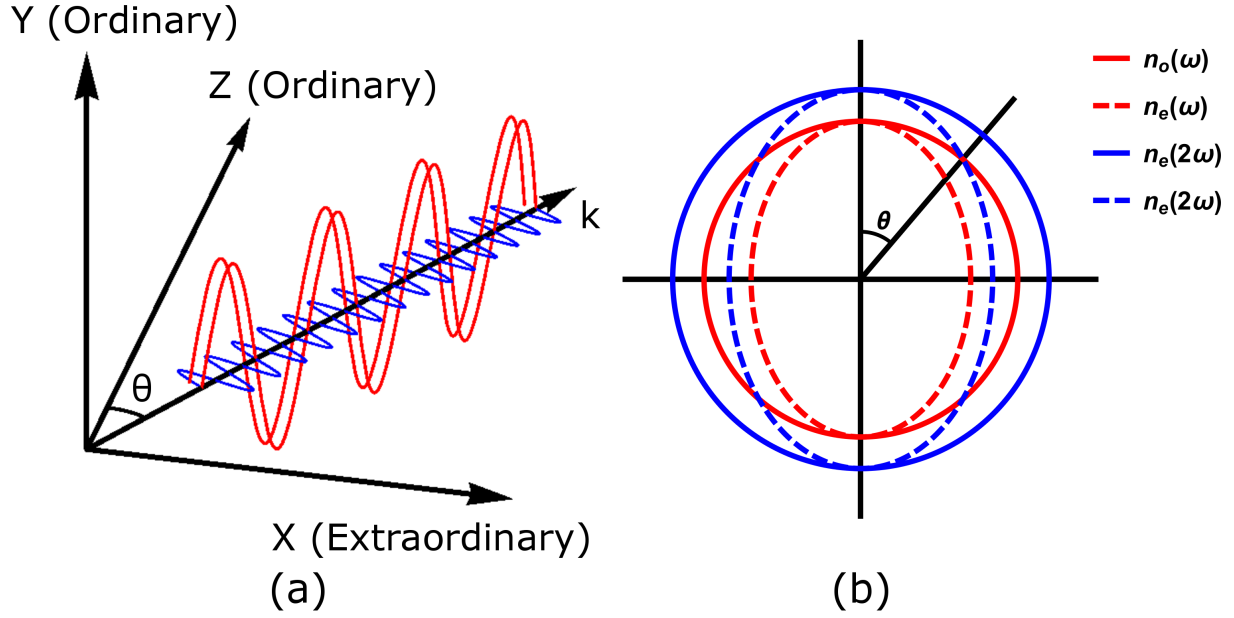 Y (Ordinary)
Z (Ordinary)
k
θ
X (Extraordinary)
(a)
θ
nₒ(ω)
nₑ(ω)
nₑ(2ω)
nₑ(2ω)
(b)